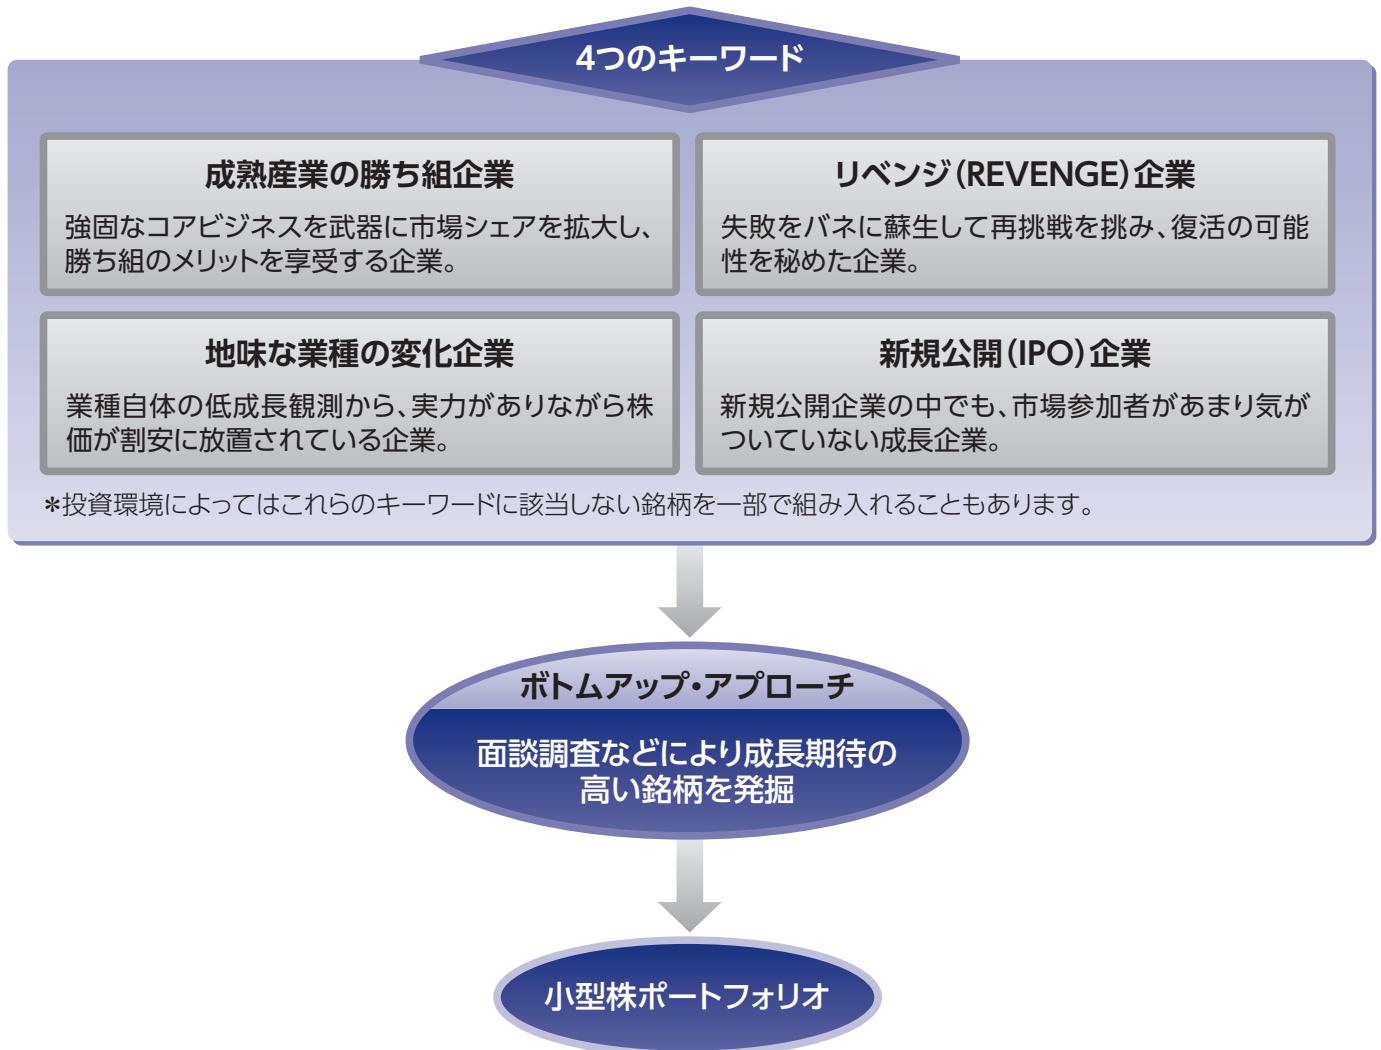 4つのキーワード
成熟産業の勝ち組企業
強固なコアビジネスを武器に市場シェアを拡大し、
勝ち組のメリットを享受する企業。
リベンジ(REVENGE)企業
失敗をバネに蘇生して再挑戦を挑み、復活の可能
性を秘めた企業。
地味な業種の変化企業
業種自体の低成長観測から、実力がありながら株
価が割安に放置されている企業。
新規公開(IPO)企業
新規公開企業の中でも、市場参加者があまり気が
ついていない成長企業。
*投資環境によってはこれらのキーワードに該当しない銘柄を一部で組み入れることもあります。
ボトムアップ・アプローチ
面談調査などにより成長期待の
高い銘柄を発掘
小型株ポートフォリオ